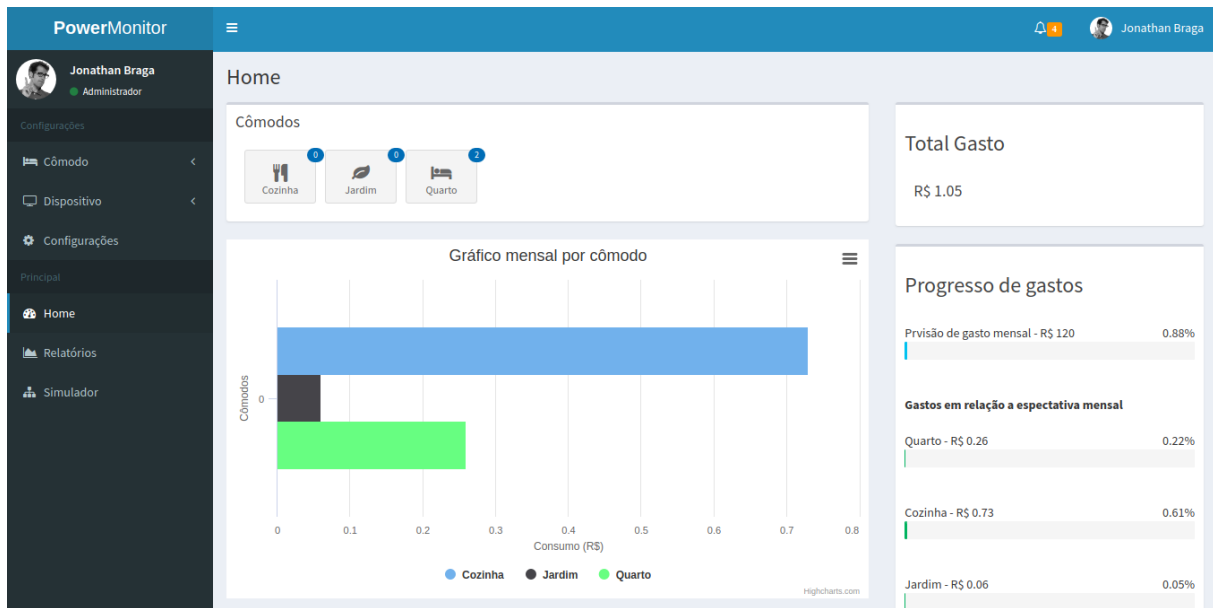 PowerMonitor
4
Jonathan Braga
Jonathan Braga
Administrador
Configurações
Cômodo
Dispositivo
Configurações
Principal
Home
Relatórios
Simulador
Home
Cômodos
0
Cozinha
0
Jardim
2
Quarto
Gráfico mensal por cômodo
Cômodos
0
0 0.1 0.2 0.3 0.4 0.5 0.6 0.7 0.8
Consumo (R$)
Cozinha Jardim Quarto
Highcharts.com
Total Gasto
R$ 1.05
Progresso de gastos
Prvisão de gasto mensal - R$ 120 0.88%
Gastos em relação a espectativa mensal
Quarto - R$ 0.26 0.22%
Cozinha - R$ 0.73 0.61%
Jardim - R$ 0.06 0.05%